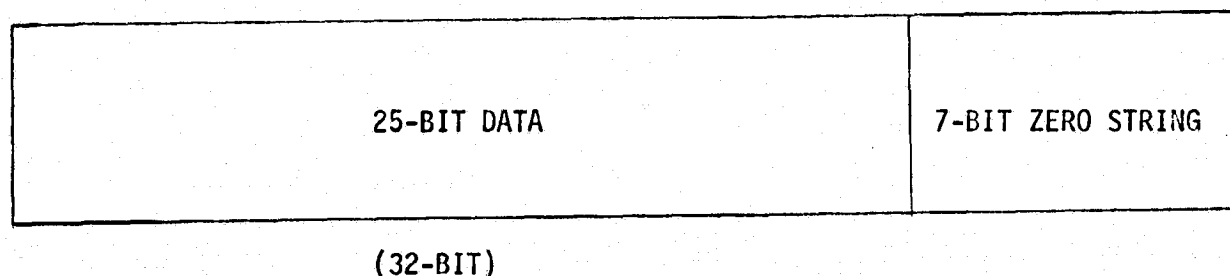 25-BIT DATA
7-BIT ZERO STRING
(32-BIT)